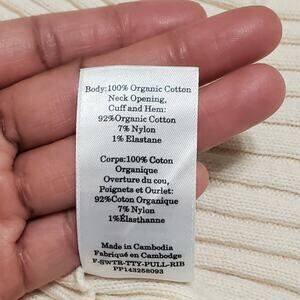 Body:100% Organic Cotton
Neck Opening,
Cuff and Hem:
92%Organic Cotton
7% Nylon
1% Elastane
Corps:100% Coton
Organique
Overture du cou,
Poignets et Ourlet:
92%Coton Organique
7% Nylon
1%Élasthanne
Made in Cambodia
Fabriqué en Cambodge
F-SWTR-TTY-PULL-RIB
PP143258093